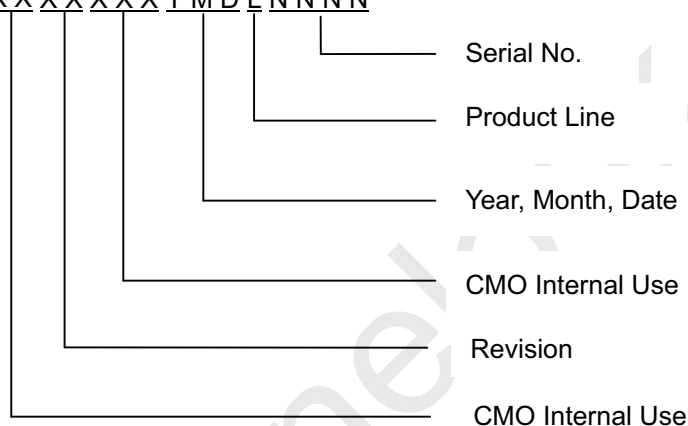 X X X X X X X Y M D L N N N N
Serial No.
Product Line
Year, Month, Date
CMO Internal Use
Revision
CMO Internal Use